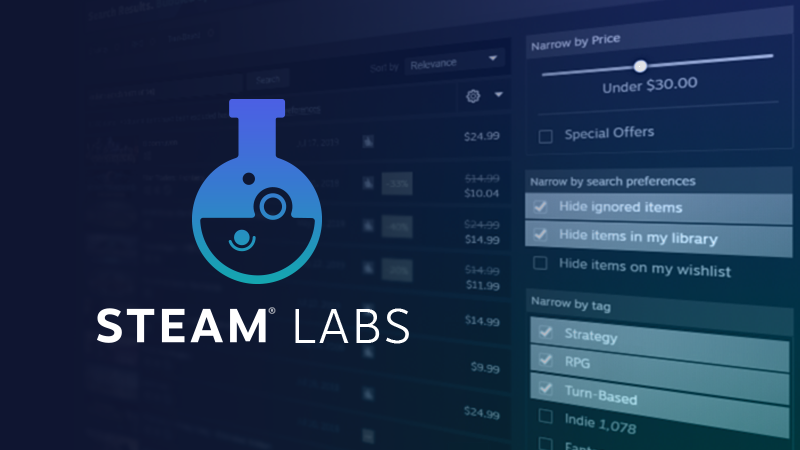 Sort by Relevance
Search
$24.99
-33% $14.99
$10.04
-40% $24.99
$14.99
-20% $14.99
$11.99
$14.99
$9.99
$24.99
STEAM® LABS
Narrow by Price
Under $30.00
Special Offers
Narrow by search preferences
Hide ignored items
Hide items in my library
Hide items on my wishlist
Narrow by tag
Strategy
RPG
Turn-Based
Indie 1,078